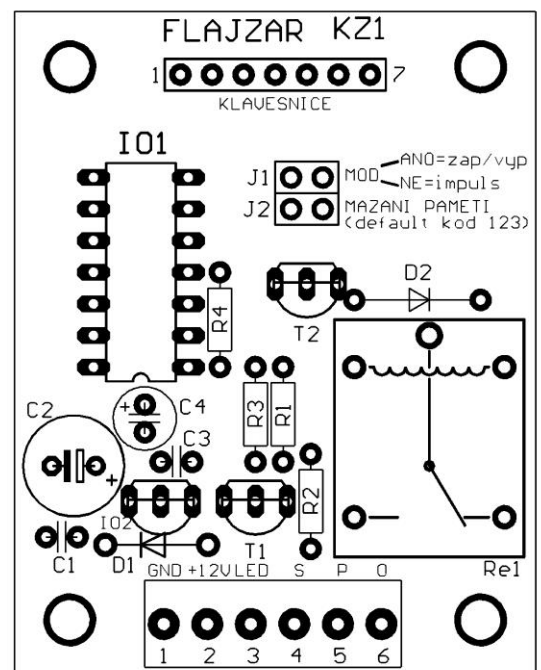 FLAJZAR KZ1
1 7
KLAVESNICE
IO1
J1 MOD ANO=zap/vyp
NE=impuls
J2 MAZANI PAMETI
(default kod 123)
D2
R4
T2
C2
+
C4
R3
R1
C3
+
R2
IO2
C1
D1
T1
Re1
GND +12V LED S P O
1 2 3 4 5 6